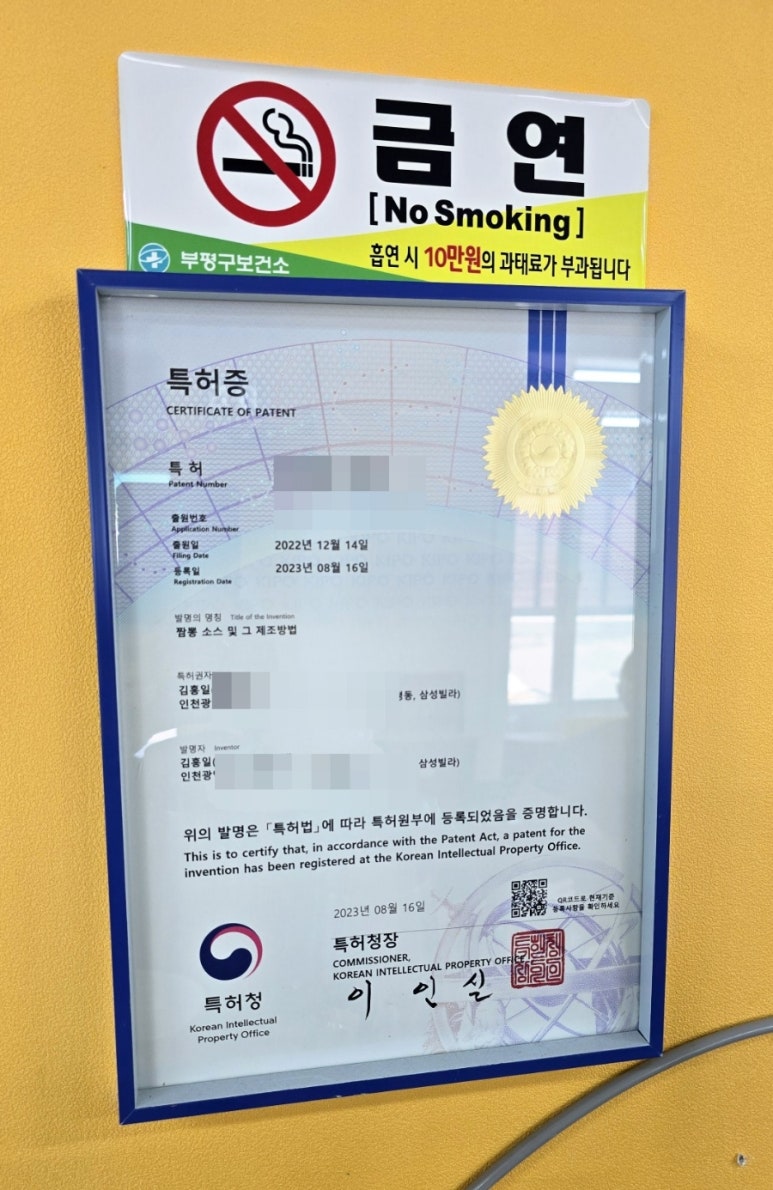 금연
[No Smoking]
흡연 시 10만원의 과태료가 부과됩니다
부평구보건소
특허증
CERTIFICATE OF PATENT
특 허
Patent Number
출원번호
Application Number
출원일
Filing Date
2022년 12월 14일
등록일
Registration Date
2023년 08월 16일
발명의 명칭 Title of the Invention
짬뽕 소스 및 그 제조방법
특허권자
김홍일(
인천광 동, 삼성빌라)
발명자 Inventor
김홍일( 삼성빌라)
인천광
위의 발명은 「특허법」에 따라 특허원부에 등록되었음을 증명합니다.
This is to certify that, in accordance with the Patent Act, a patent for the
invention has been registered at the Korean Intellectual Property Office.
2023년 08월 16일
QR코드로 현재기준
등록사항을 확인하세요
특허청장
COMMISSIONER,
KOREAN INTELLECTUAL PROPERTY OFFICE
이 인 실
특허청
Korean Intellectual
Property Office